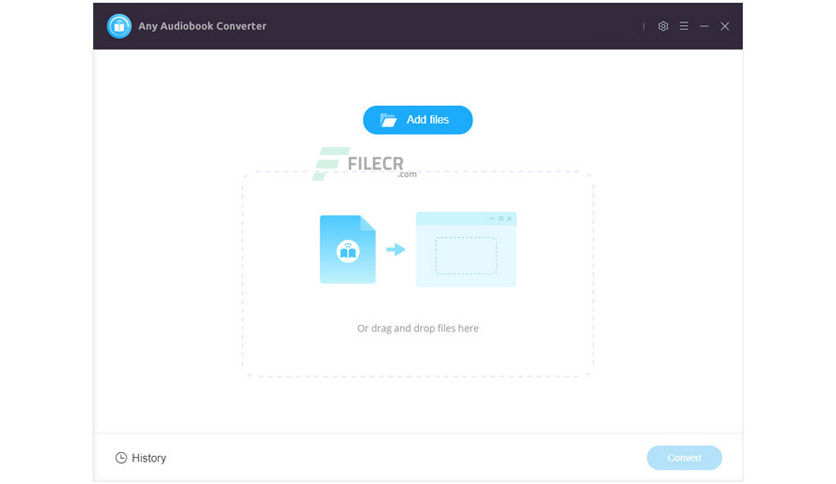 Any Audiobook Converter
Add files
FILECR
.com
Or drag and drop files here
History
Convert